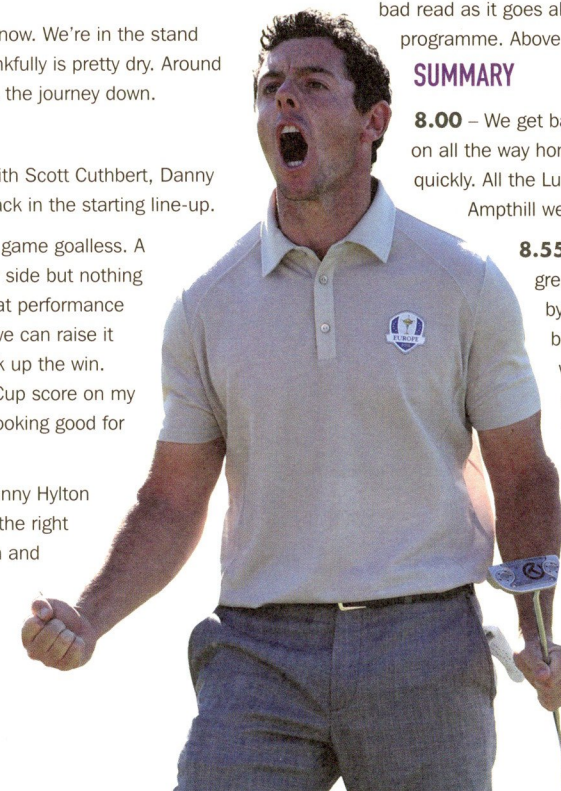 now. We're in the stand
nkfully is pretty dry. Around
the journey down.
ith Scott Cuthbert, Danny
ack in the starting line-up.
game goalless. A
side but nothing
at performance
we can raise it
k up the win.
Cup score on my
ooking good for
nny Hylton
the right
n and
bad read as it goes al
programme. Above
SUMMARY
8.00 – We get ba
on all the way hor
quickly. All the Lu
Ampthill we
8.55
gre
by
b
EUROPE